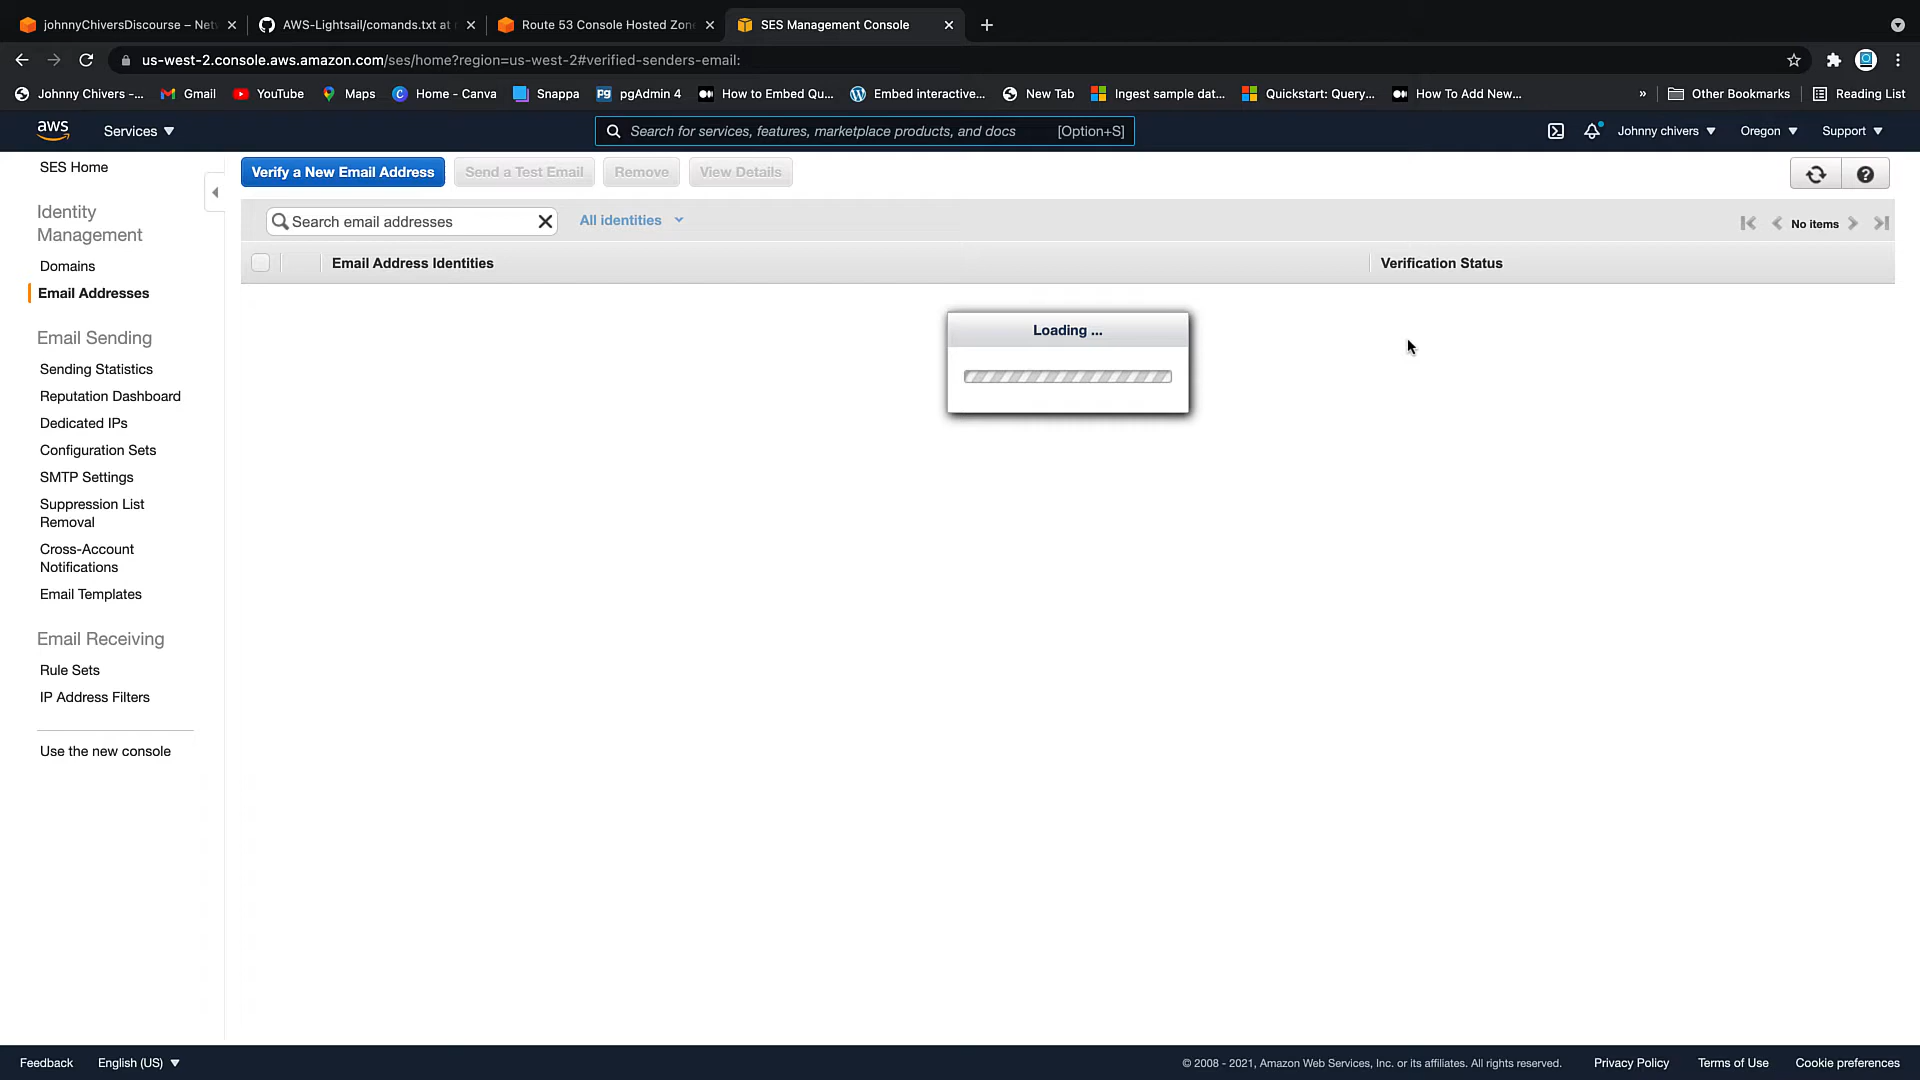 johnnyChiversDiscourse – Net
AWS-Lightsail/comands.txt at
Route 53 Console Hosted Zone
SES Management Console
us-west-2.console.aws.amazon.com/ses/home?region=us-west-2#verified-senders-email:
Johnny Chivers -...
Gmail
YouTube
Maps
Home - Canva
Snappa
pgAdmin 4
How to Embed Qu...
Embed interactive...
New Tab
Ingest sample dat...
Quickstart: Query...
How To Add New...
»
Other Bookmarks
Reading List
aws
Services
Search for services, features, marketplace products, and docs
[Option+S]
Johnny chivers
Oregon
Support
SES Home
Identity
Management
Domains
Email Addresses
Email Sending
Sending Statistics
Reputation Dashboard
Dedicated IPs
Configuration Sets
SMTP Settings
Suppression List
Removal
Cross-Account
Notifications
Email Templates
Email Receiving
Rule Sets
IP Address Filters
Use the new console
Verify a New Email Address
Send a Test Email
Remove
View Details
Search email addresses
All identities
No items
Email Address Identities
Verification Status
Loading ...
Feedback
English (US)
© 2008 - 2021, Amazon Web Services, Inc. or its affiliates. All rights reserved.
Privacy Policy
Terms of Use
Cookie preferences